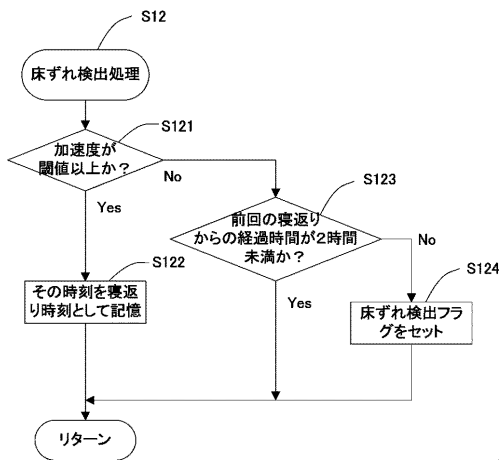 S12
床ずれ検出処理
S121
加速度が
閾値以上か？
No
Yes
S123
前回の寝返り
からの経過時間が2時間
未満か？
No
Yes
S122
その時刻を寝返
り時刻として記憶
S124
床ずれ検出フラ
グをセット
リターン